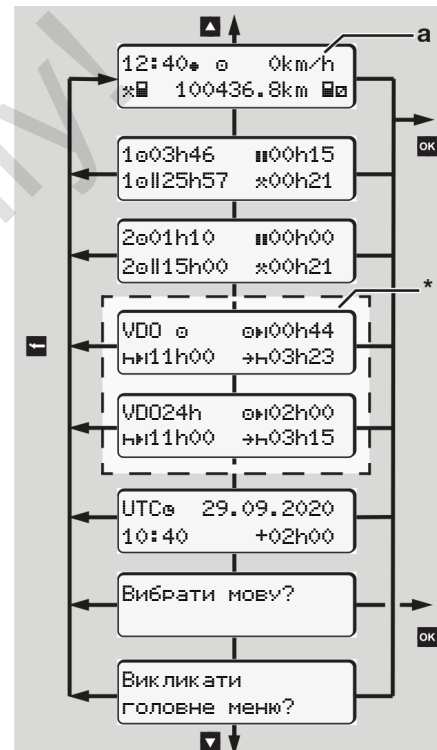 12:40 0km/h
100436.8km
a
OK
1 03h46 00h15
1 25h57 00h21
2 01h10 00h00
2 15h00 00h21
*
VDO 00h44
11h00 03h23
VDO24h 02h00
11h00 03h15
UTC 29.09.2020
10:40 +02h00
Вибрати мову?
OK
Викликати
головне меню?